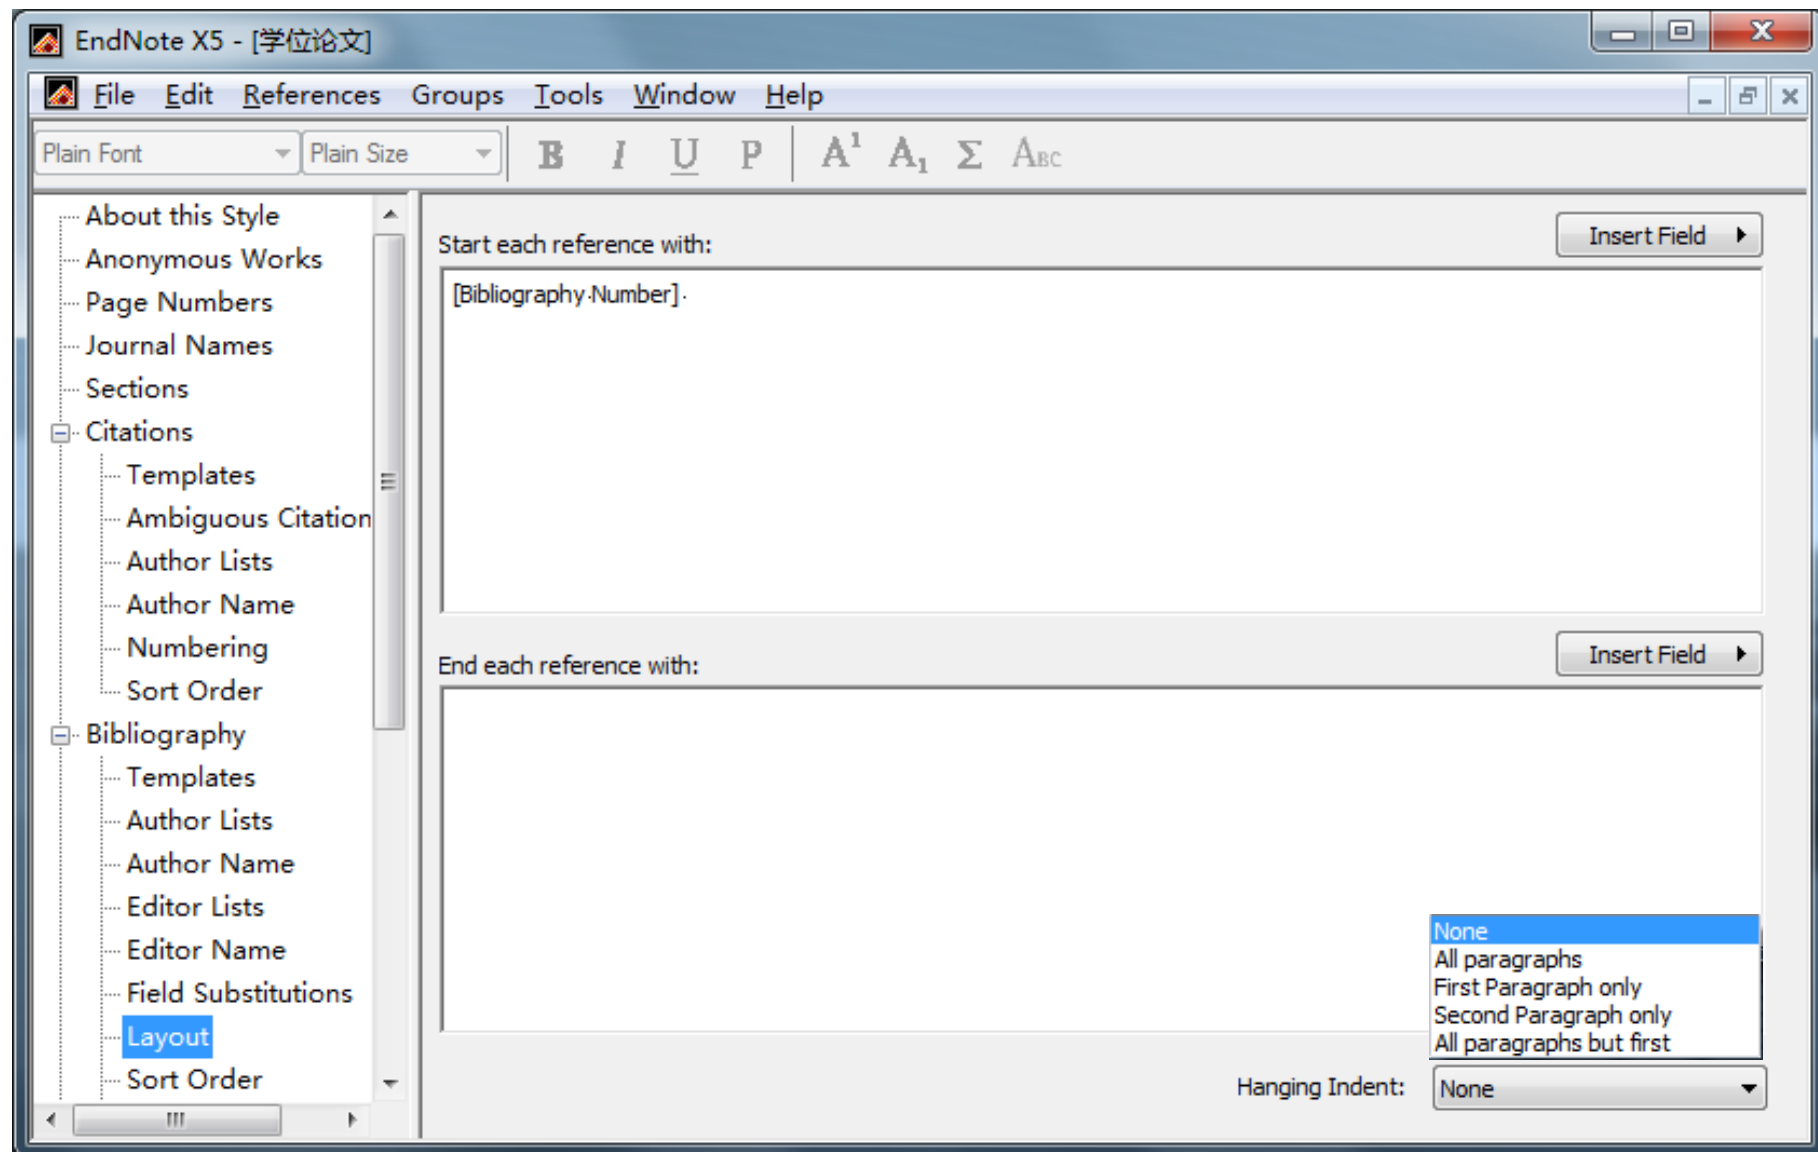 EndNote X5 - [学位论文]
File Edit References Groups Tools Window Help
Plain Font Plain Size B I U P A¹ A₁ Σ ABC
About this Style
Anonymous Works
Page Numbers
Journal Names
Sections
Citations
Templates
Ambiguous Citation
Author Lists
Author Name
Numbering
Sort Order
Bibliography
Templates
Author Lists
Author Name
Editor Lists
Editor Name
Field Substitutions
Layout
Sort Order
Start each reference with:
Insert Field
[Bibliography·Number]·
End each reference with:
Insert Field
None
All paragraphs
First Paragraph only
Second Paragraph only
All paragraphs but first
Hanging Indent: None